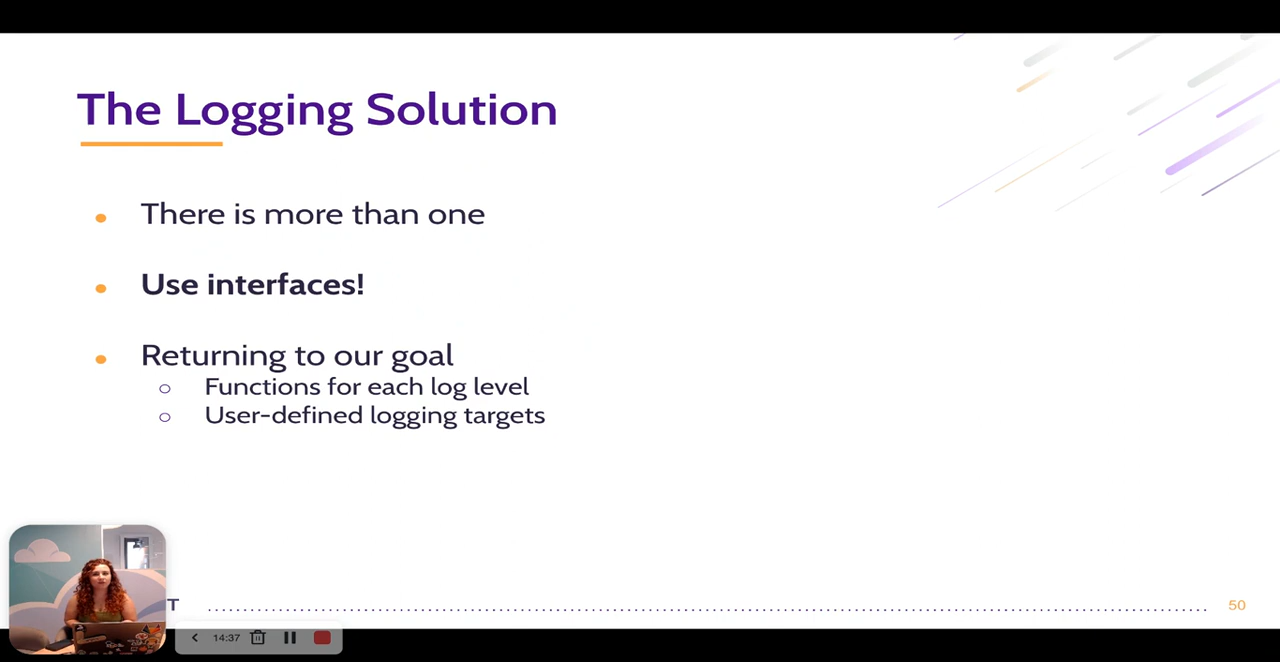 The Logging Solution
There is more than one
Use interfaces!
Returning to our goal
Functions for each log level
User-defined logging targets
T
50
14:37